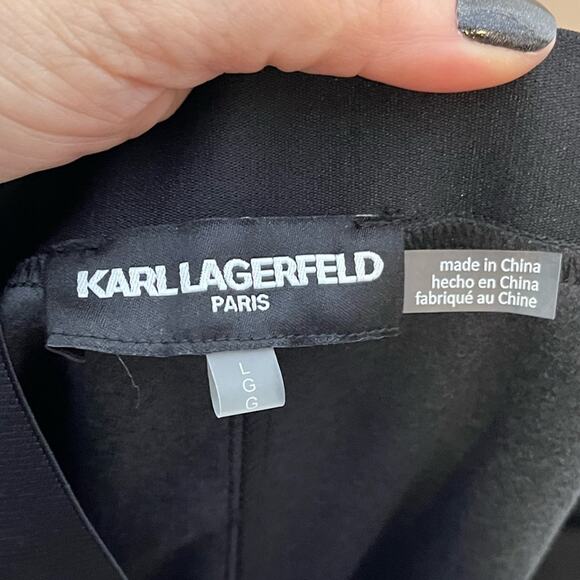 KARL LAGERFELD
PARIS
made in China
hecho en China
fabriqué au Chine
L
G
G